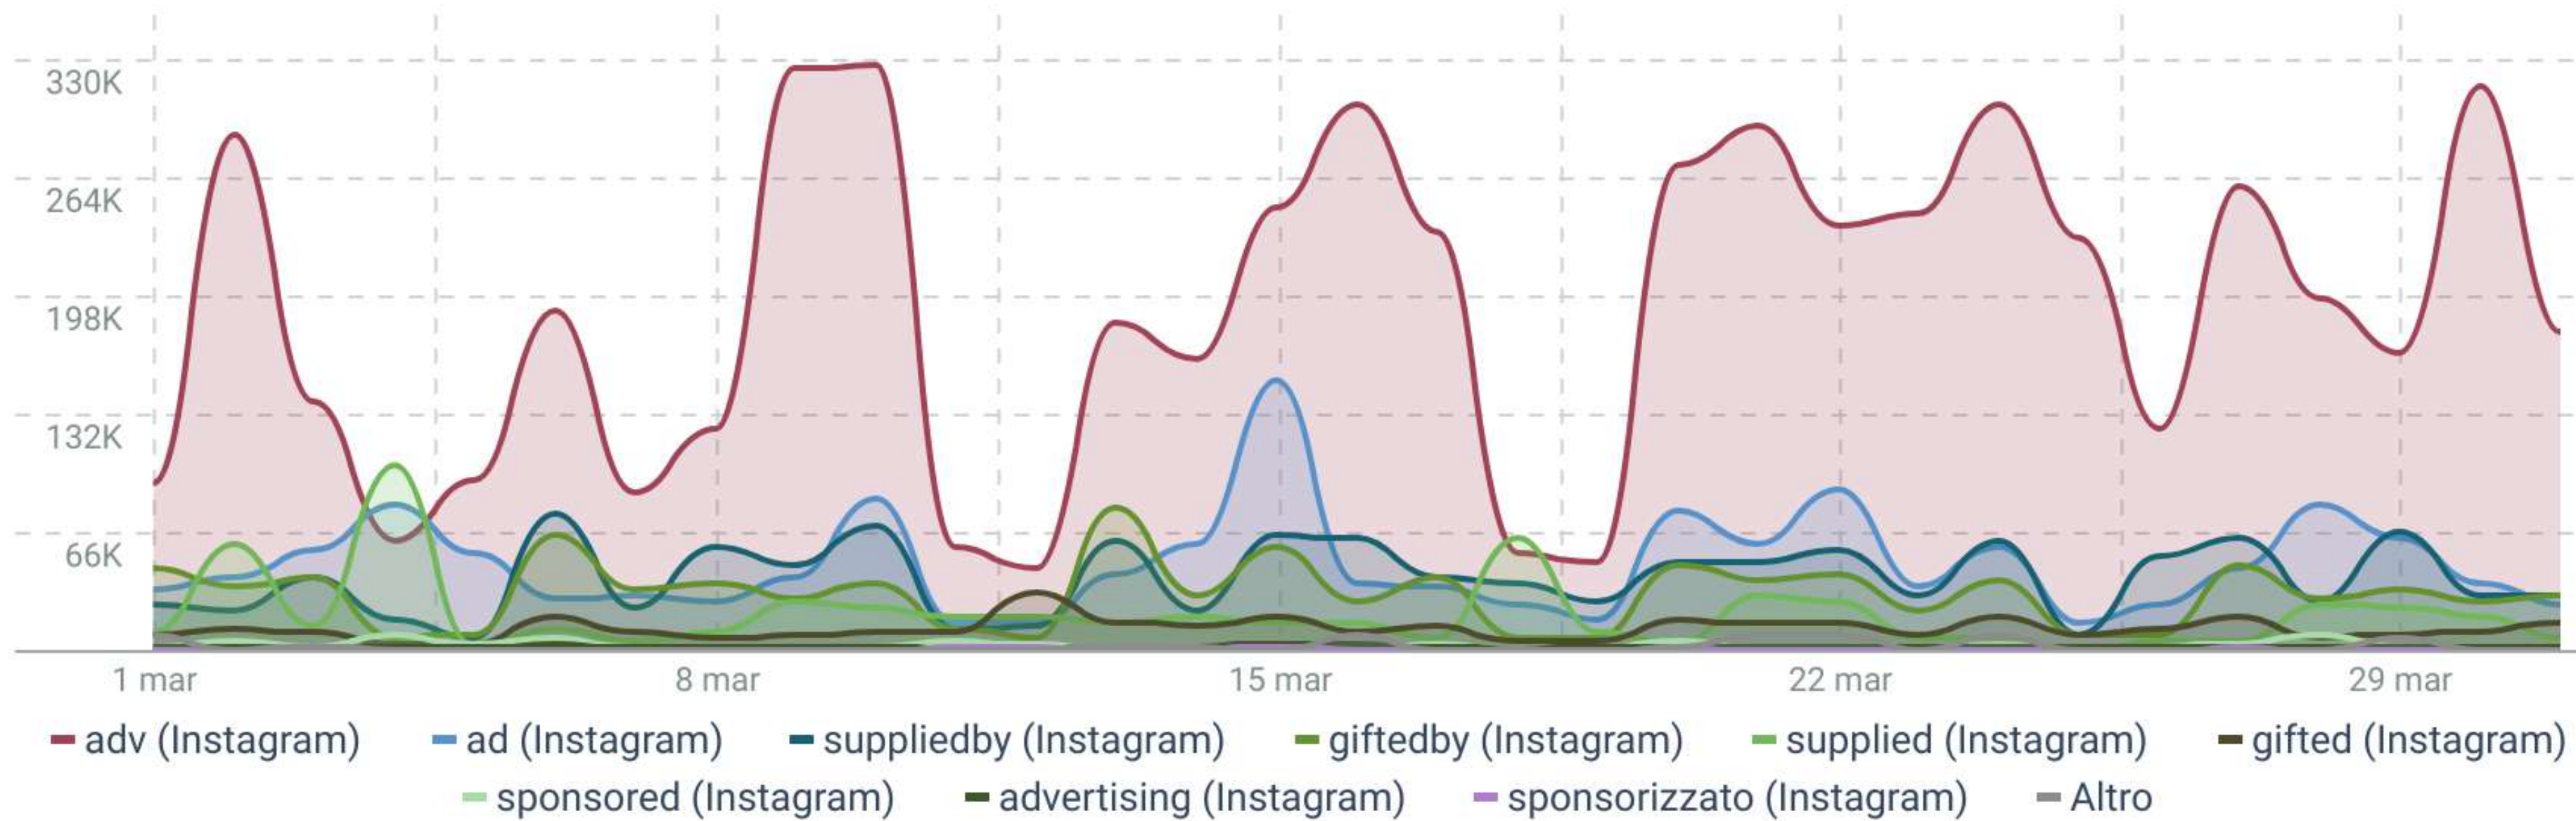 330K
264K
198K
132K
66K
1 mar 8 mar 15 mar 22 mar 29 mar
adv (Instagram) ad (Instagram) suppliedby (Instagram) giftedby (Instagram) supplied (Instagram) gifted (Instagram)
sponsored (Instagram) advertising (Instagram) sponsorizzato (Instagram) Altro